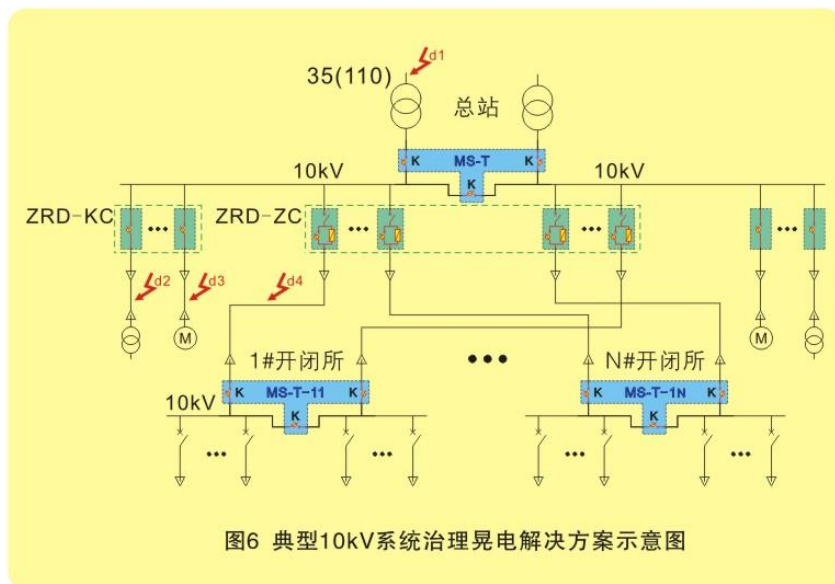 d1
35(110)
总站
K MS-T K
K
10kV 10kV
ZRD-KC ••• ZRD-ZC ••• ••• •••
d2 d3 d4
M M
1#开闭所 ••• N#开闭所
K MS-T-11 K K MS-T-1N K
10kV K K
••• ••• ••• •••
图6 典型10kV系统治理晃电解决方案示意图